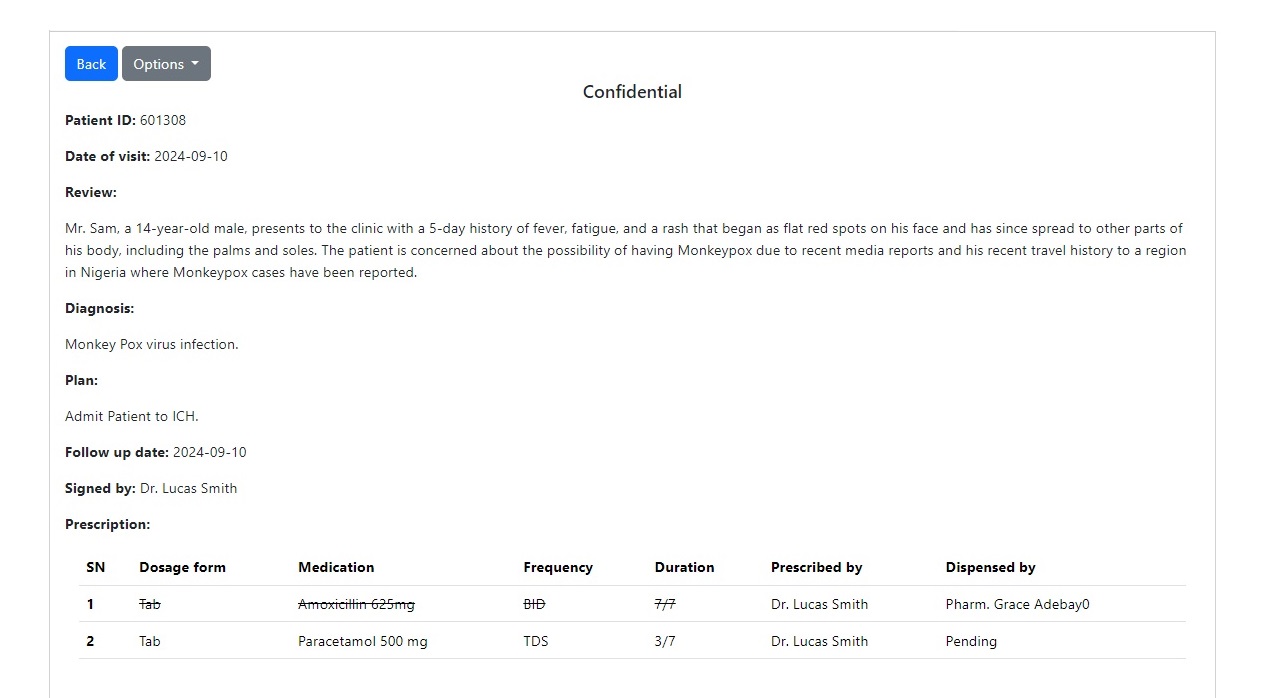 Back Options
Confidential
Patient ID: 601308
Date of visit: 2024-09-10
Review:
Mr. Sam, a 14-year-old male, presents to the clinic with a 5-day history of fever, fatigue, and a rash that began as flat red spots on his face and has since spread to other parts of
his body, including the palms and soles. The patient is concerned about the possibility of having Monkeypox due to recent media reports and his recent travel history to a region
in Nigeria where Monkeypox cases have been reported.
Diagnosis:
Monkey Pox virus infection.
Plan:
Admit Patient to ICH.
Follow up date: 2024-09-10
Signed by: Dr. Lucas Smith
Prescription:
SN Dosage form Medication Frequency Duration Prescribed by Dispensed by
1 Tab Amoxicillin 625mg BID 7/7 Dr. Lucas Smith Pharm. Grace Adebay0
2 Tab Paracetamol 500 mg TDS 3/7 Dr. Lucas Smith Pending